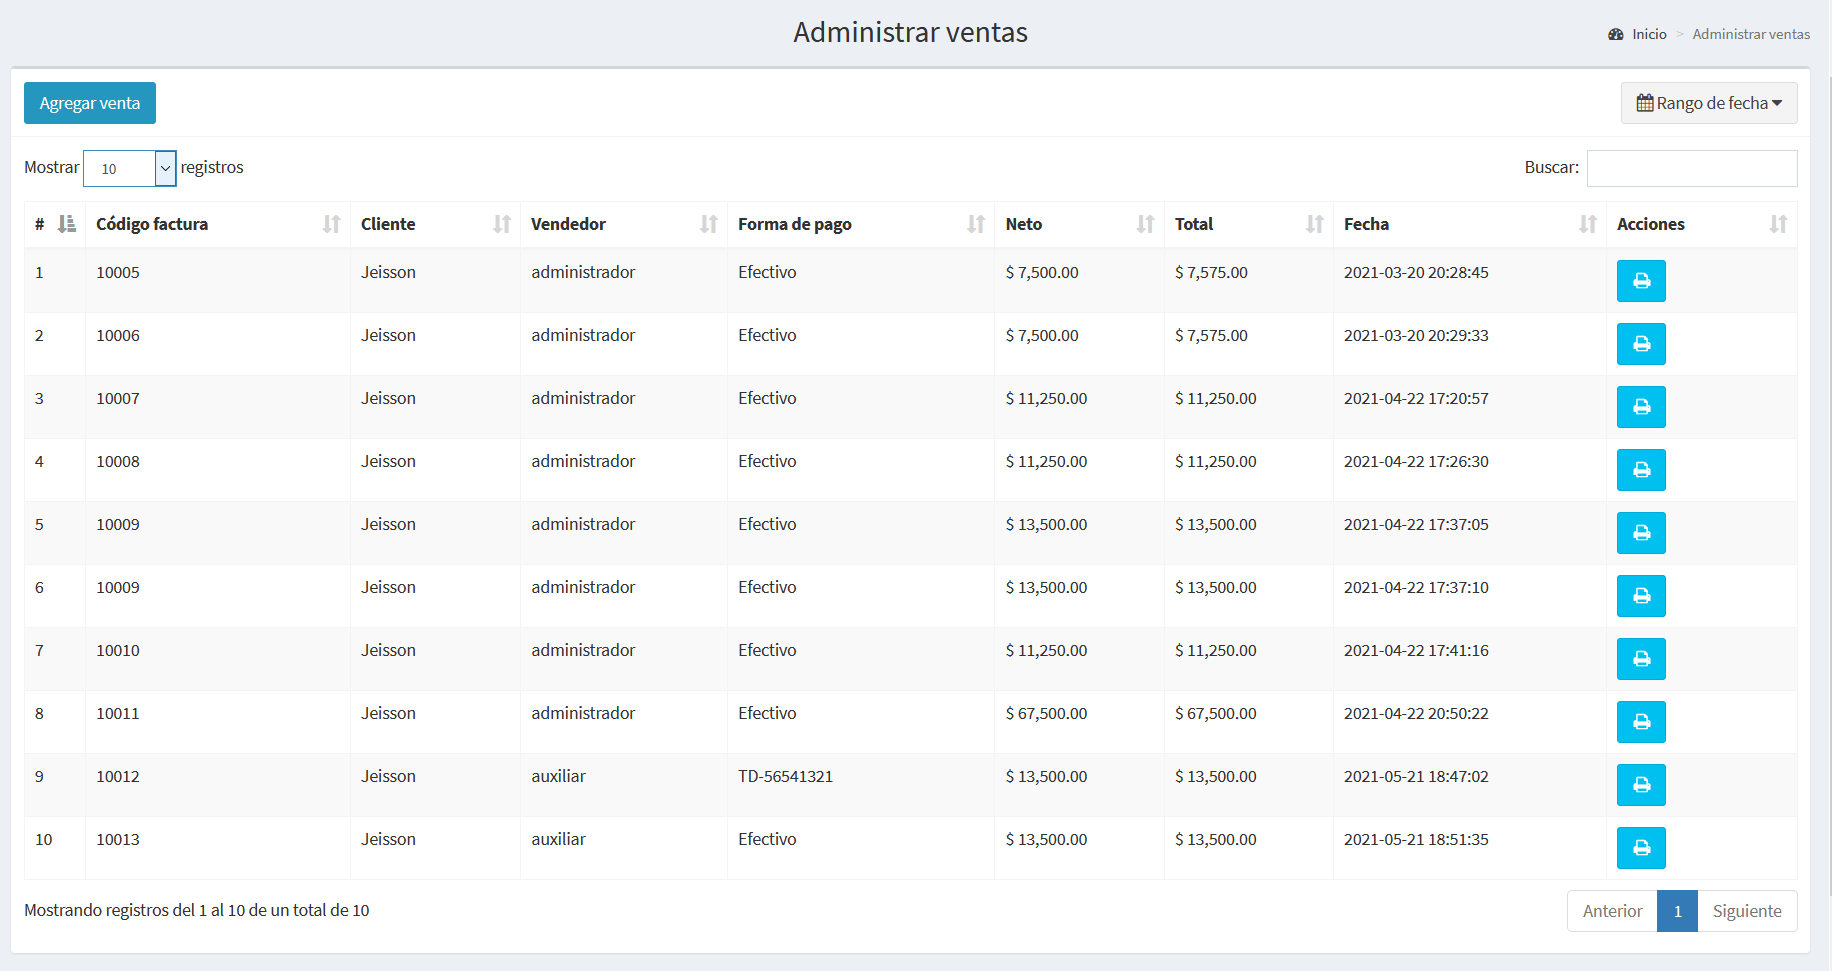 Administrar ventas
Inicio > Administrar ventas
Agregar venta
Rango de fecha
Mostrar 10 registros
Buscar:
# Código factura Cliente Vendedor Forma de pago Neto Total Fecha Acciones
1 10005 Jeisson administrador Efectivo $ 7,500.00 $ 7,575.00 2021-03-20 20:28:45
2 10006 Jeisson administrador Efectivo $ 7,500.00 $ 7,575.00 2021-03-20 20:29:33
3 10007 Jeisson administrador Efectivo $ 11,250.00 $ 11,250.00 2021-04-22 17:20:57
4 10008 Jeisson administrador Efectivo $ 11,250.00 $ 11,250.00 2021-04-22 17:26:30
5 10009 Jeisson administrador Efectivo $ 13,500.00 $ 13,500.00 2021-04-22 17:37:05
6 10009 Jeisson administrador Efectivo $ 13,500.00 $ 13,500.00 2021-04-22 17:37:10
7 10010 Jeisson administrador Efectivo $ 11,250.00 $ 11,250.00 2021-04-22 17:41:16
8 10011 Jeisson administrador Efectivo $ 67,500.00 $ 67,500.00 2021-04-22 20:50:22
9 10012 Jeisson auxiliar TD-56541321 $ 13,500.00 $ 13,500.00 2021-05-21 18:47:02
10 10013 Jeisson auxiliar Efectivo $ 13,500.00 $ 13,500.00 2021-05-21 18:51:35
Mostrando registros del 1 al 10 de un total de 10
Anterior 1 Siguiente